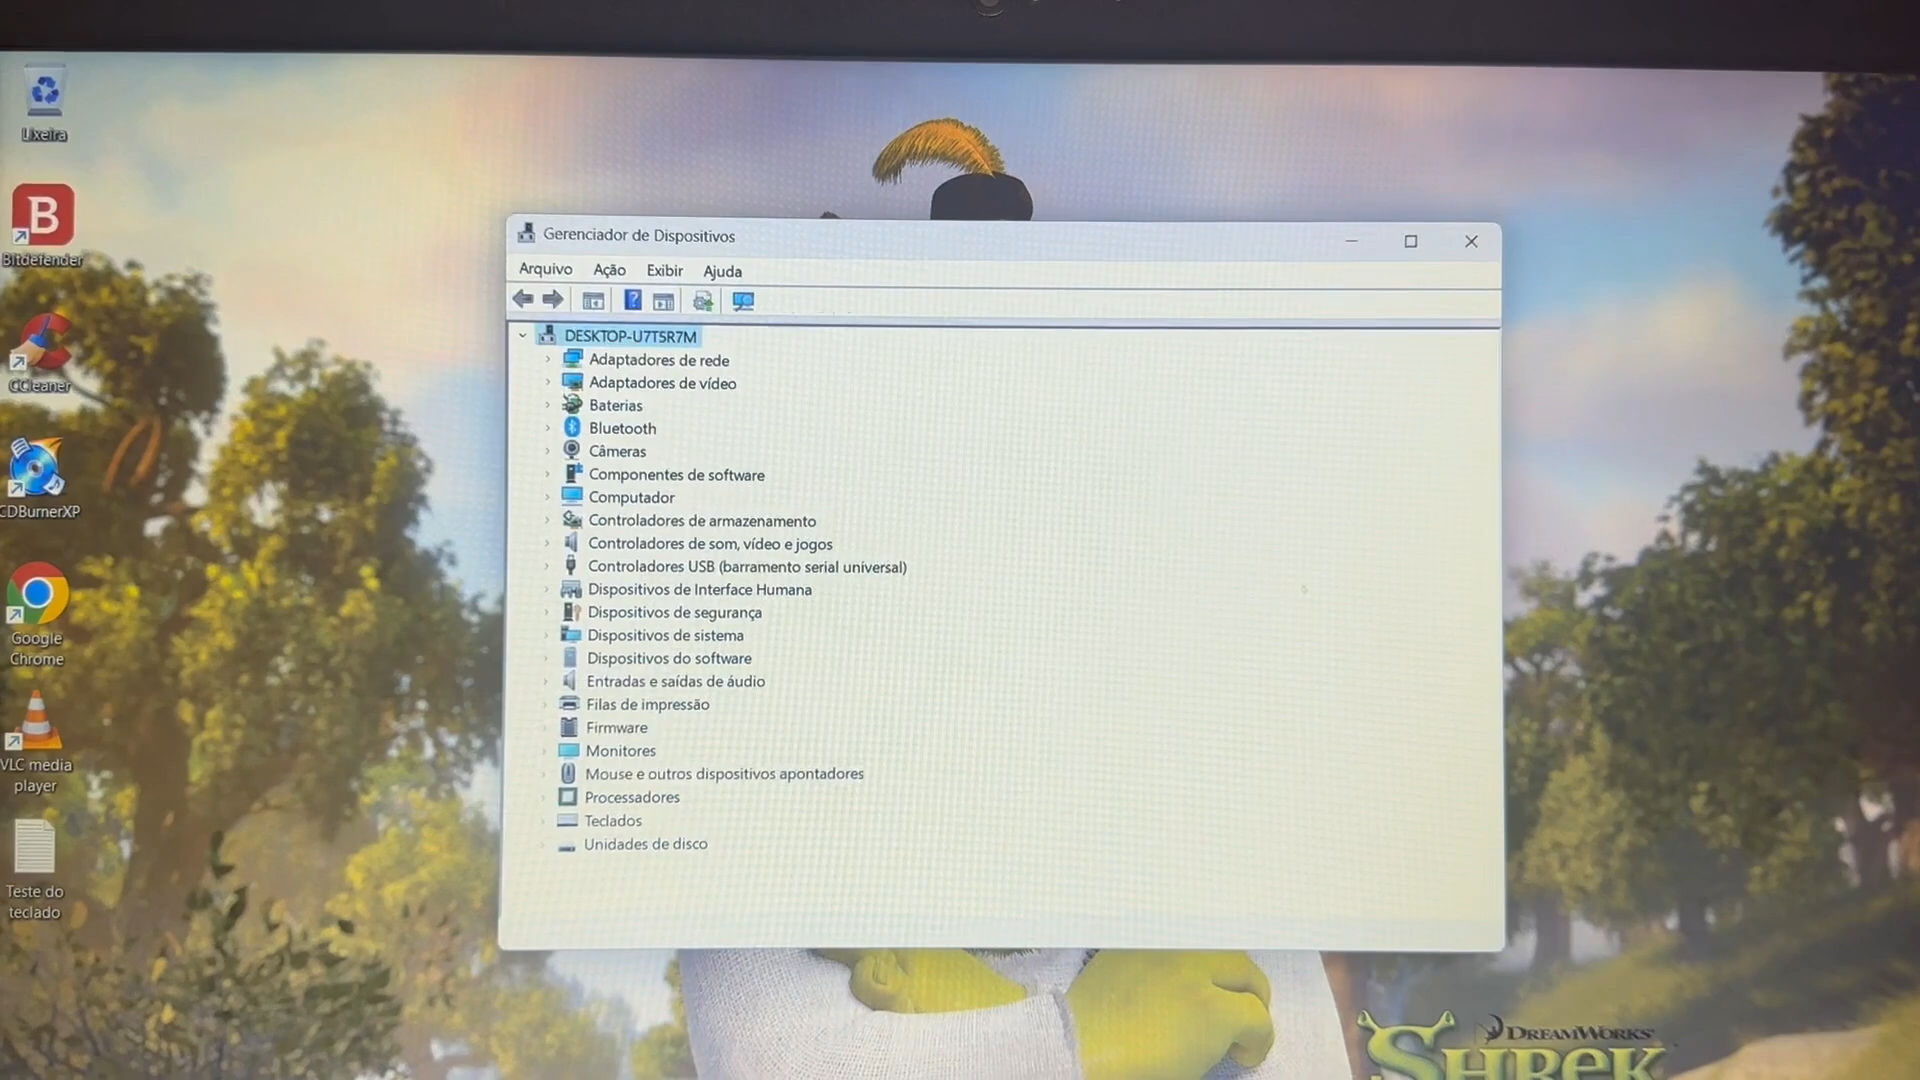 Lixeira
Bitdefender
CCleaner
CDBurnerXP
Google
Chrome
VLC media
player
Teste do
teclado
Gerenciador de Dispositivos
Arquivo Ação Exibir Ajuda
DESKTOP-U7T5R7M
Adaptadores de rede
Adaptadores de vídeo
Baterias
Bluetooth
Câmeras
Componentes de software
Computador
Controladores de armazenamento
Controladores de som, vídeo e jogos
Controladores USB (barramento serial universal)
Dispositivos de Interface Humana
Dispositivos de segurança
Dispositivos de sistema
Dispositivos do software
Entradas e saídas de áudio
Filas de impressão
Firmware
Monitores
Mouse e outros dispositivos apontadores
Processadores
Teclados
Unidades de disco
DREAMWORKS
SHREK